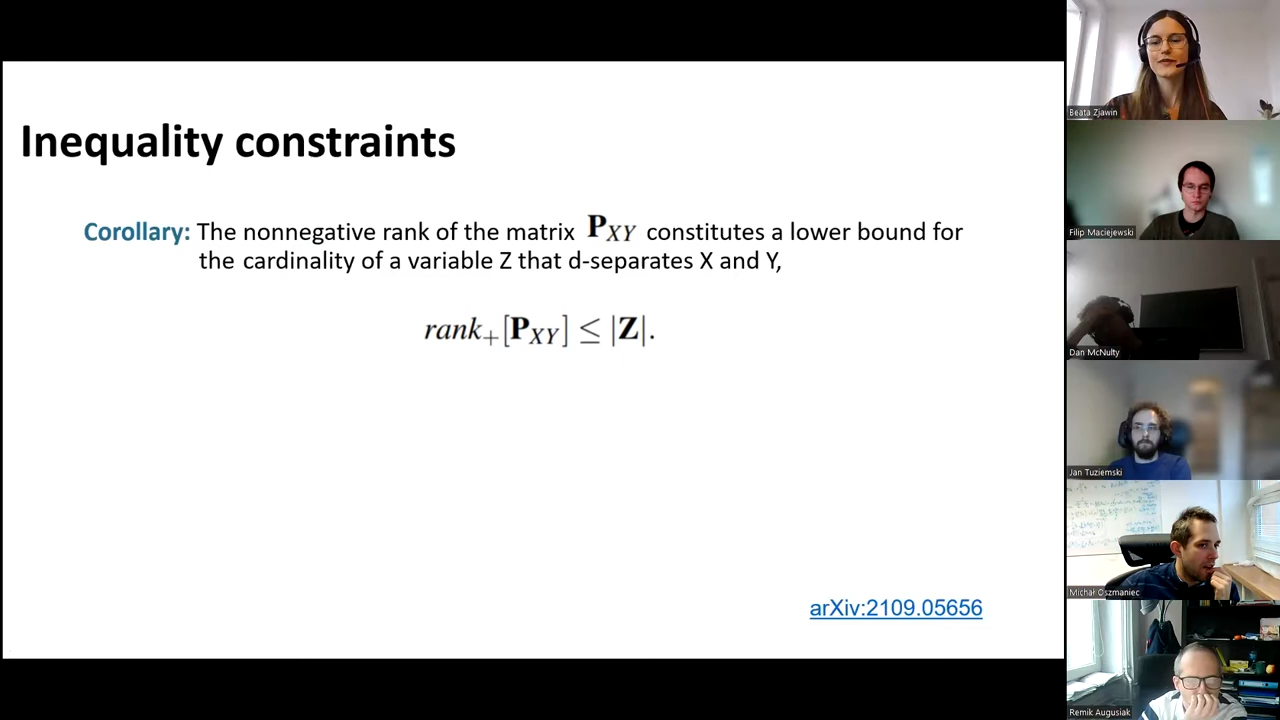 Inequality constraints
Corollary: The nonnegative rank of the matrix P_XY constitutes a lower bound for
the cardinality of a variable Z that d-separates X and Y,
rank₊[P_XY] ≤ |Z|.
arXiv:2109.05656
Beata Zjawin
Filip Maciejewski
Dan McNulty
Jan Tuziemski
Michał Oszmaniec
Remik Augusiak